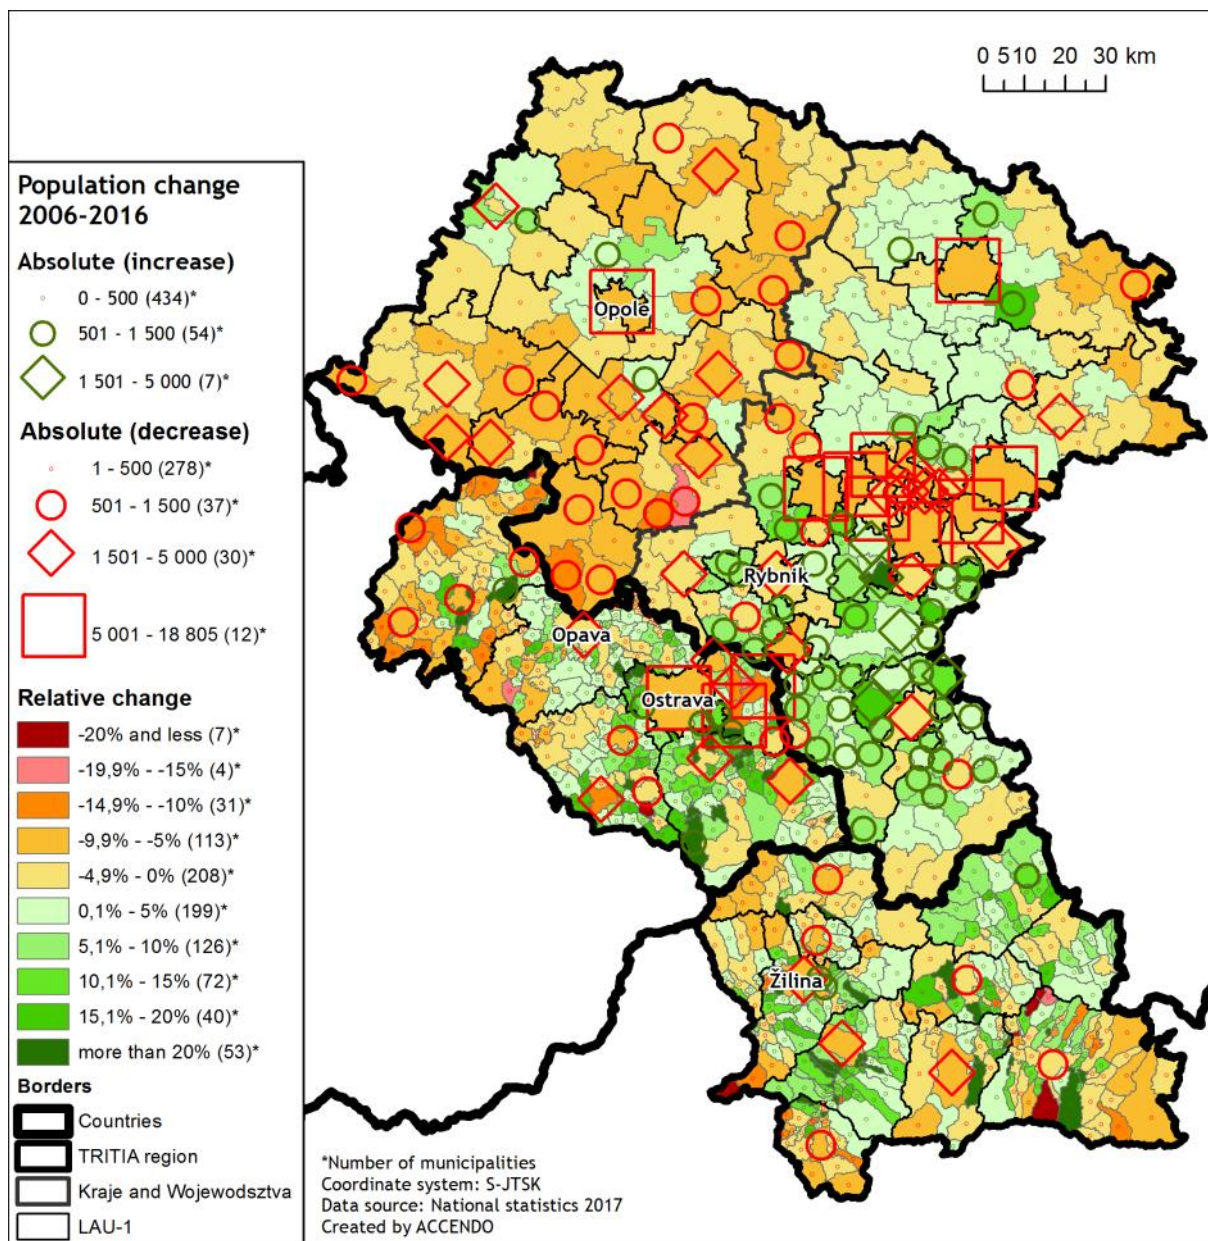 0 510 20 30 km
Population change
2006-2016
Absolute (increase)
0 - 500 (434)*
501 - 1 500 (54)*
1 501 - 5 000 (7)*
Absolute (decrease)
1 - 500 (278)*
501 - 1 500 (37)*
1 501 - 5 000 (30)*
5 001 - 18 805 (12)*
Relative change
-20% and less (7)*
-19,9% - -15% (4)*
-14,9% - -10% (31)*
-9,9% - -5% (113)*
-4,9% - 0% (208)*
0,1% - 5% (199)*
5,1% - 10% (126)*
10,1% - 15% (72)*
15,1% - 20% (40)*
more than 20% (53)*
Borders
Countries
TRITIA region
Kraje and Wojewodsztva
LAU-1
Opole
Rybnik
Opava
Ostrava
Žilina
*Number of municipalities
Coordinate system: S-JTSK
Data source: National statistics 2017
Created by ACCENDO